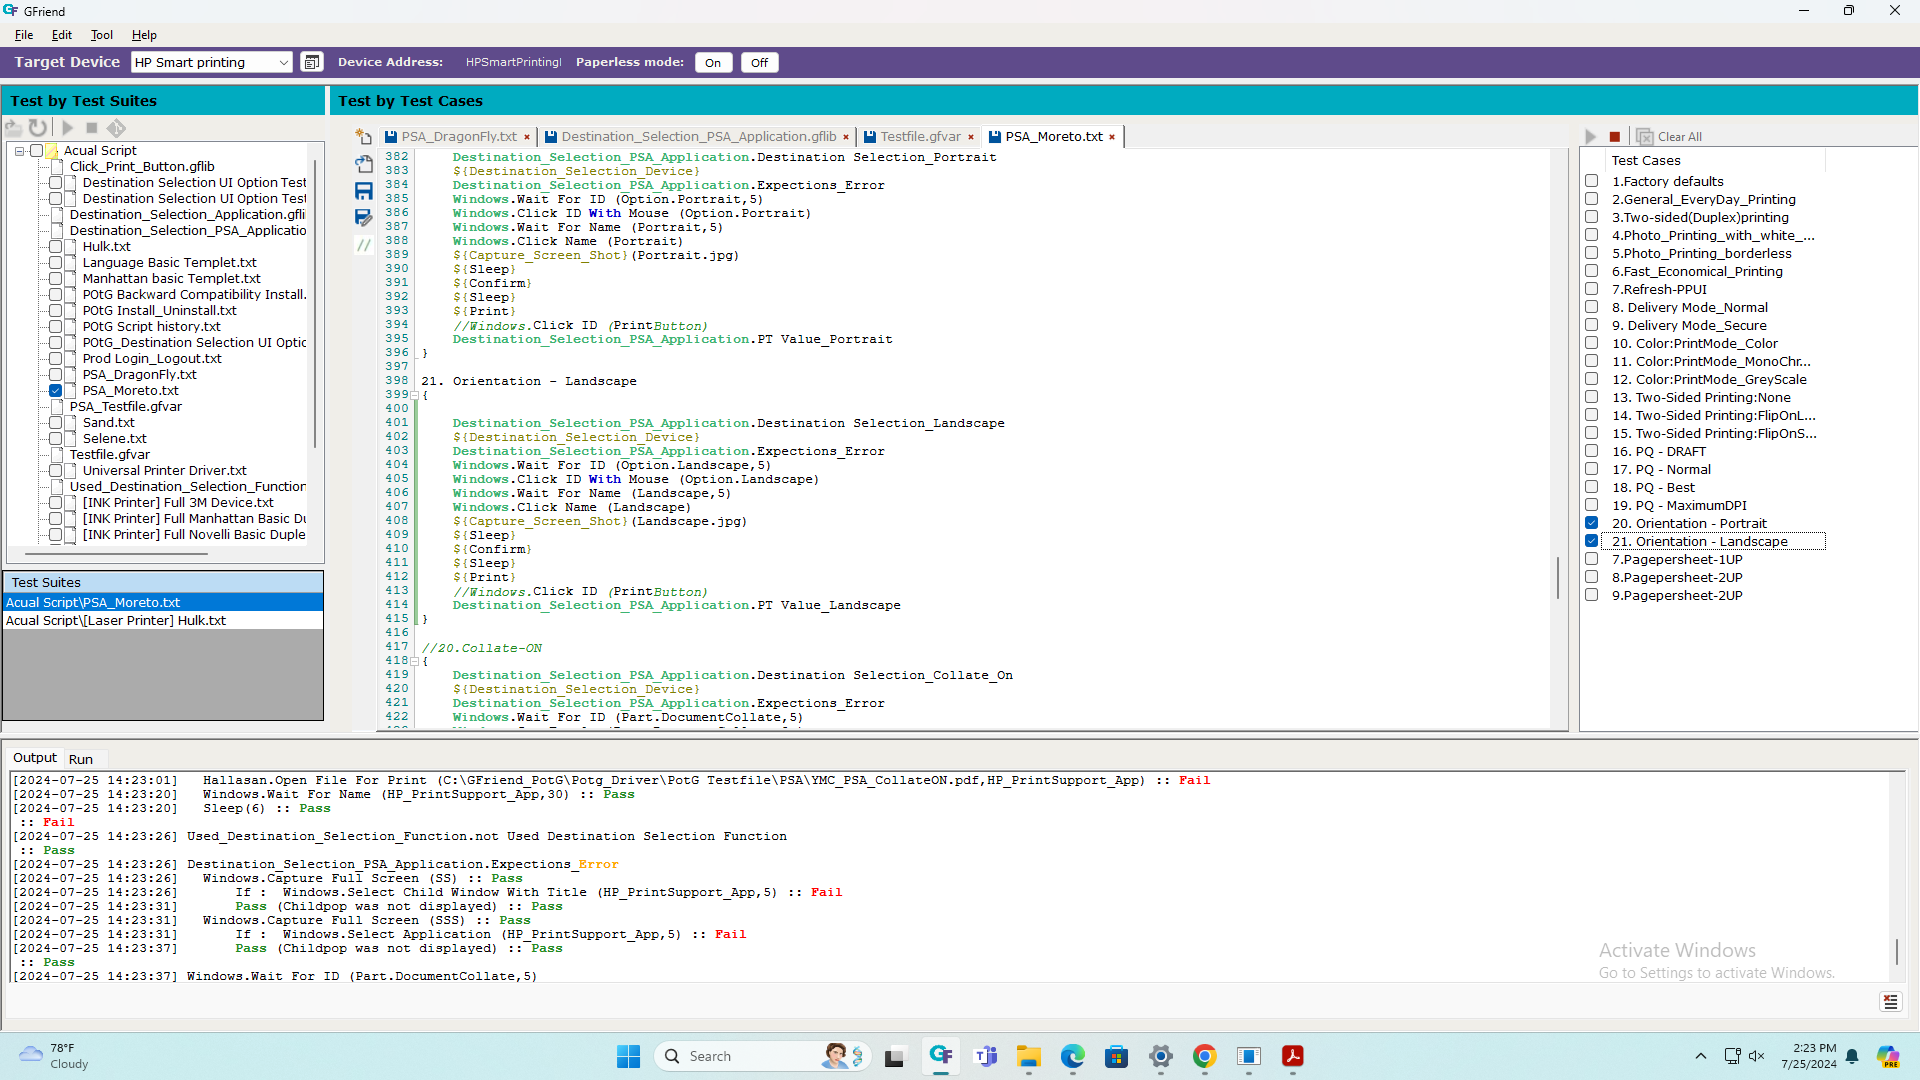 GFriend
File Edit Tool Help
Target Device HP Smart printing Device Address: HPSmartPrintingl Paperless mode: On Off
Test by Test Suites
Acual Script
Click_Print_Button.gflib
Destination Selection UI Option Test
Destination Selection UI Option Test
Destination_Selection_Application.gfli
Destination_Selection_PSA_Applicatio
Hulk.txt
Language Basic Templet.txt
Manhattan basic Templet.txt
POtG Backward Compatibility Install.
POtG Install_Uninstall.txt
POtG Script history.txt
POtG_Destination Selection UI Optic
Prod Login_Logout.txt
PSA_DragonFly.txt
PSA_Moreto.txt
PSA_Testfile.gfvar
Sand.txt
Selene.txt
Testfile.gfvar
Universal Printer Driver.txt
Used_Destination_Selection_Function
[INK Printer] Full 3M Device.txt
[INK Printer] Full Manhattan Basic Du
[INK Printer] Full Novelli Basic Duple
Test Suites
Acual Script\PSA_Moreto.txt
Acual Script\[Laser Printer] Hulk.txt
Test by Test Cases
PSA_DragonFly.txt Destination_Selection_PSA_Application.gflib Testfile.gfvar PSA_Moreto.txt
382 Destination_Selection_PSA_Application.Destination Selection_Portrait
383 ${Destination_Selection_Device}
384 Destination_Selection_PSA_Application.Expections_Error
385 Windows.Wait For ID (Option.Portrait,5)
386 Windows.Click ID With Mouse (Option.Portrait)
387 Windows.Wait For Name (Portrait,5)
388 Windows.Click Name (Portrait)
389 ${Capture_Screen_Shot}(Portrait.jpg)
390 ${Sleep}
391 ${Confirm}
392 ${Sleep}
393 ${Print}
394 //Windows.Click ID (PrintButton)
395 Destination_Selection_PSA_Application.PT Value_Portrait
396 }
397
398 21. Orientation - Landscape
399 {
400
401 Destination_Selection_PSA_Application.Destination Selection_Landscape
402 ${Destination_Selection_Device}
403 Destination_Selection_PSA_Application.Expections_Error
404 Windows.Wait For ID (Option.Landscape,5)
405 Windows.Click ID With Mouse (Option.Landscape)
406 Windows.Wait For Name (Landscape,5)
407 Windows.Click Name (Landscape)
408 ${Capture_Screen_Shot}(Landscape.jpg)
409 ${Sleep}
410 ${Confirm}
411 ${Sleep}
412 ${Print}
413 //Windows.Click ID (PrintButton)
414 Destination_Selection_PSA_Application.PT Value_Landscape
415 }
416
417 //20.Collate-ON
418 {
419 Destination_Selection_PSA_Application.Destination Selection_Collate_On
420 ${Destination_Selection_Device}
421 Destination_Selection_PSA_Application.Expections_Error
422 Windows.Wait For ID (Part.DocumentCollate,5)
Clear All
Test Cases
1.Factory defaults
2.General_EveryDay_Printing
3.Two-sided(Duplex)printing
4.Photo_Printing_with_white_...
5.Photo_Printing_borderless
6.Fast_Economical_Printing
7.Refresh-PPUI
8. Delivery Mode_Normal
9. Delivery Mode_Secure
10. Color:PrintMode_Color
11. Color:PrintMode_MonoChr...
12. Color:PrintMode_GreyScale
13. Two-Sided Printing:None
14. Two-Sided Printing:FlipOnL...
15. Two-Sided Printing:FlipOnS...
16. PQ - DRAFT
17. PQ - Normal
18. PQ - Best
19. PQ - MaximumDPI
20. Orientation - Portrait
21. Orientation - Landscape
7.Pagepersheet-1UP
8.Pagepersheet-2UP
9.Pagepersheet-2UP
Output Run
[2024-07-25 14:23:01] Hallasan.Open File For Print (C:\GFriend_PotG\Potg_Driver\PotG Testfile\PSA\YMC_PSA_CollateON.pdf,HP_PrintSupport_App) :: Fail
[2024-07-25 14:23:20] Windows.Wait For Name (HP_PrintSupport_App,30) :: Pass
[2024-07-25 14:23:20] Sleep(6) :: Pass
:: Fail
[2024-07-25 14:23:26] Used_Destination_Selection_Function.not Used Destination Selection Function
:: Pass
[2024-07-25 14:23:26] Destination_Selection_PSA_Application.Expections_Error
[2024-07-25 14:23:26] Windows.Capture Full Screen (SS) :: Pass
[2024-07-25 14:23:26] If : Windows.Select Child Window With Title (HP_PrintSupport_App,5) :: Fail
[2024-07-25 14:23:31] Pass (Childpop was not displayed) :: Pass
[2024-07-25 14:23:31] Windows.Capture Full Screen (SSS) :: Pass
[2024-07-25 14:23:31] If : Windows.Select Application (HP_PrintSupport_App,5) :: Fail
[2024-07-25 14:23:37] Pass (Childpop was not displayed) :: Pass
:: Pass
[2024-07-25 14:23:37] Windows.Wait For ID (Part.DocumentCollate,5)
Activate Windows
Go to Settings to activate Windows.
78°F
Cloudy
Search
2:23 PM
7/25/2024
PRE